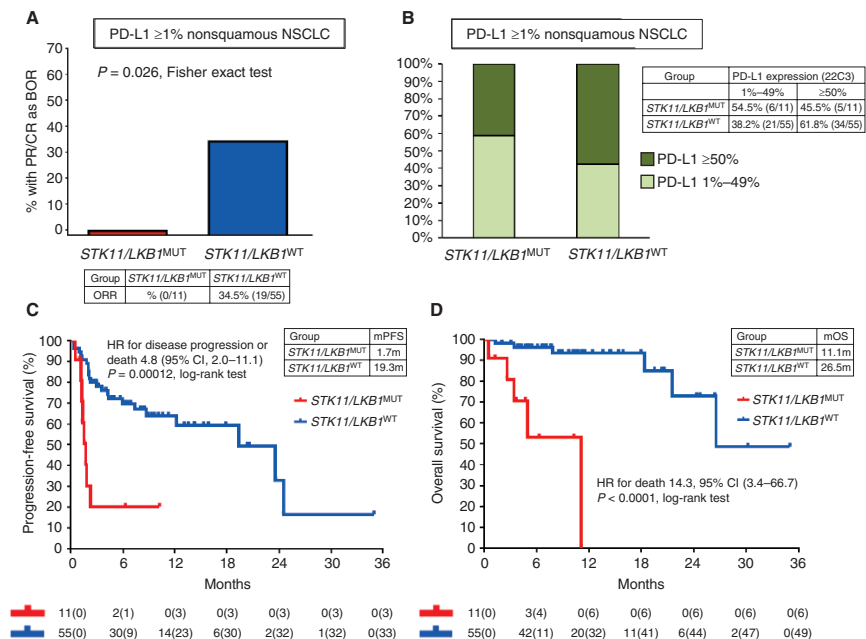 A
PD-L1 ≥1% nonsquamous NSCLC
P = 0.026, Fisher exact test
% with PR/CR as BOR
70
60
50
40
30
20
10
0
STK11/LKB1MUT STK11/LKB1WT
Group STK11/LKB1MUT STK11/LKB1WT
ORR % (0/11) 34.5% (19/55)
B
PD-L1 ≥1% nonsquamous NSCLC
100%
90%
80%
70%
60%
50%
40%
30%
20%
10%
0%
STK11/LKB1MUT STK11/LKB1WT
Group PD-L1 expression (22C3)
1%–49% ≥50%
STK11/LKB1MUT 54.5% (6/11) 45.5% (5/11)
STK11/LKB1WT 38.2% (21/55) 61.8% (34/55)
PD-L1 ≥50%
PD-L1 1%–49%
C
Progression-free survival (%)
100
90
80
70
60
50
40
30
20
10
0
HR for disease progression or
death 4.8 (95% CI, 2.0–11.1)
P = 0.00012, log-rank test
Group mPFS
STK11/LKB1MUT 1.7m
STK11/LKB1WT 19.3m
STK11/LKB1MUT
STK11/LKB1WT
0 6 12 18 24 30 36
Months
11(0) 2(1) 0(3) 0(3) 0(3) 0(3) 0(3)
55(0) 30(9) 14(23) 6(30) 2(32) 1(32) 0(33)
D
Overall survival (%)
100
90
80
70
60
50
40
30
20
10
0
Group mOS
STK11/LKB1MUT 11.1m
STK11/LKB1WT 26.5m
STK11/LKB1MUT
STK11/LKB1WT
HR for death 14.3, 95% CI (3.4–66.7)
P < 0.0001, log-rank test
0 6 12 18 24 30 36
Months
11(0) 3(4) 0(6) 0(6) 0(6) 0(6) 0(6)
55(0) 42(11) 20(32) 11(41) 6(44) 2(47) 0(49)